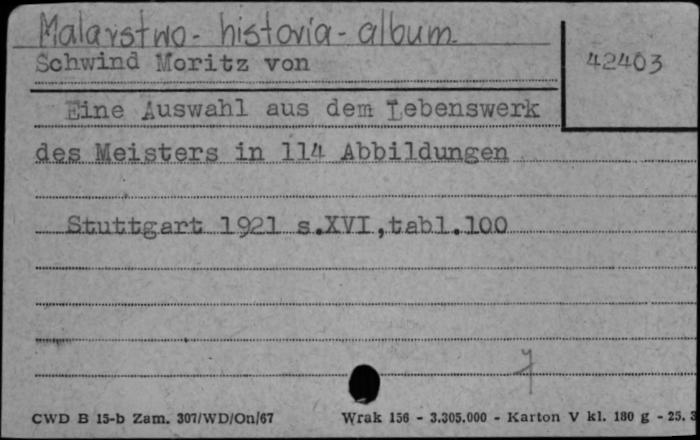 Malarstwo - historia - album
Schwind Moritz von
42403
Eine Auswahl aus dem Lebenswerk
des Meisters in 114 Abbildungen
Stuttgart 1921 s.XVI,tabl.100
CWD B 15-b Zam. 307/WD/On/67 Wrak 156 - 3.305.000 - Karton V kl. 180 g - 25.3